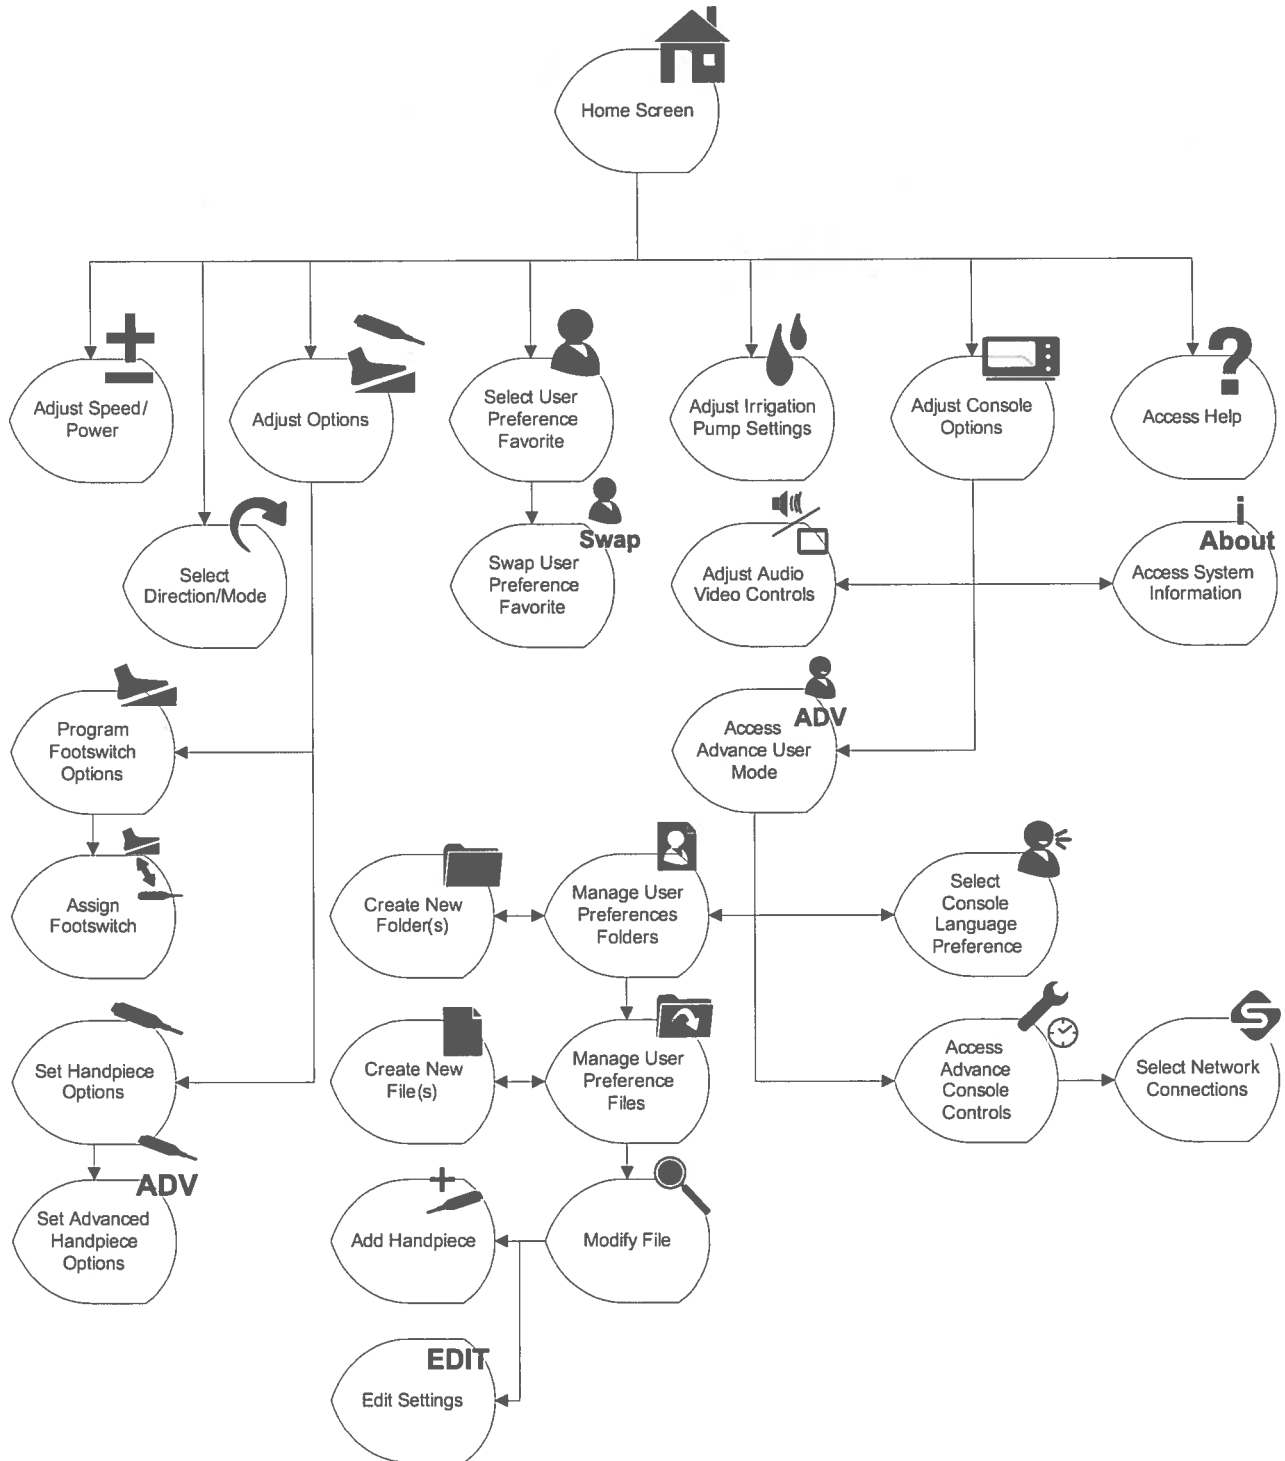 Home Screen
Adjust Speed/
Power
Adjust Options
Select User
Preference
Favorite
Adjust Irrigation
Pump Settings
Adjust Console
Options
Access Help
Select
Direction/Mode
Swap
Swap User
Preference
Favorite
Adjust Audio
Video Controls
i
About
Access System
Information
Program
Footswitch
Options
ADV
Access
Advance User
Mode
Assign
Footswitch
Create New
Folder(s)
Manage User
Preferences
Folders
Select
Console
Language
Preference
Set Handpiece
Options
Create New
File(s)
Manage User
Preference
Files
Access
Advance
Console
Controls
Select Network
Connections
ADV
Set Advanced
Handpiece
Options
Add Handpiece
Modify File
EDIT
Edit Settings